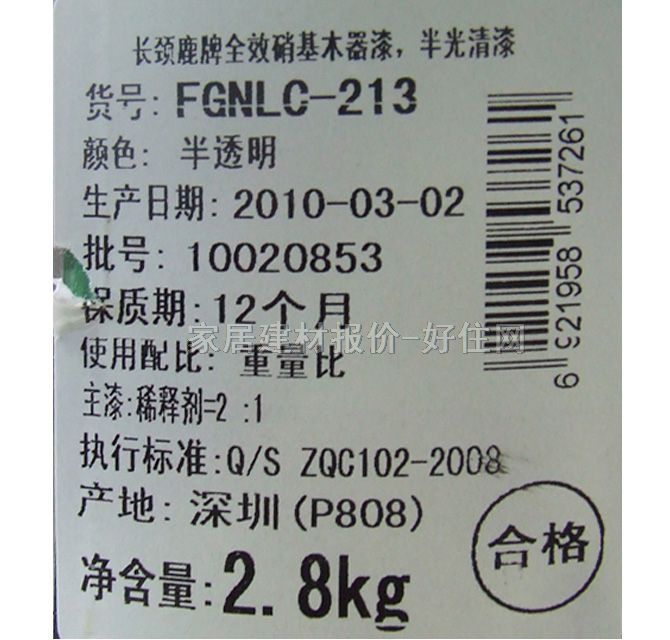 长颈鹿牌全效硝基木器漆，半光清漆
货号: FGNLC-213
颜色: 半透明
生产日期: 2010-03-02
批号: 10020853
保质期: 12个月
家居建材报价-好住网
使用配比: 重量比
主漆:稀释剂=2 :1
执行标准:Q/S ZQC102-2008
产地: 深圳(P808)
净含量: 2.8kg
合格
6 921958 537261